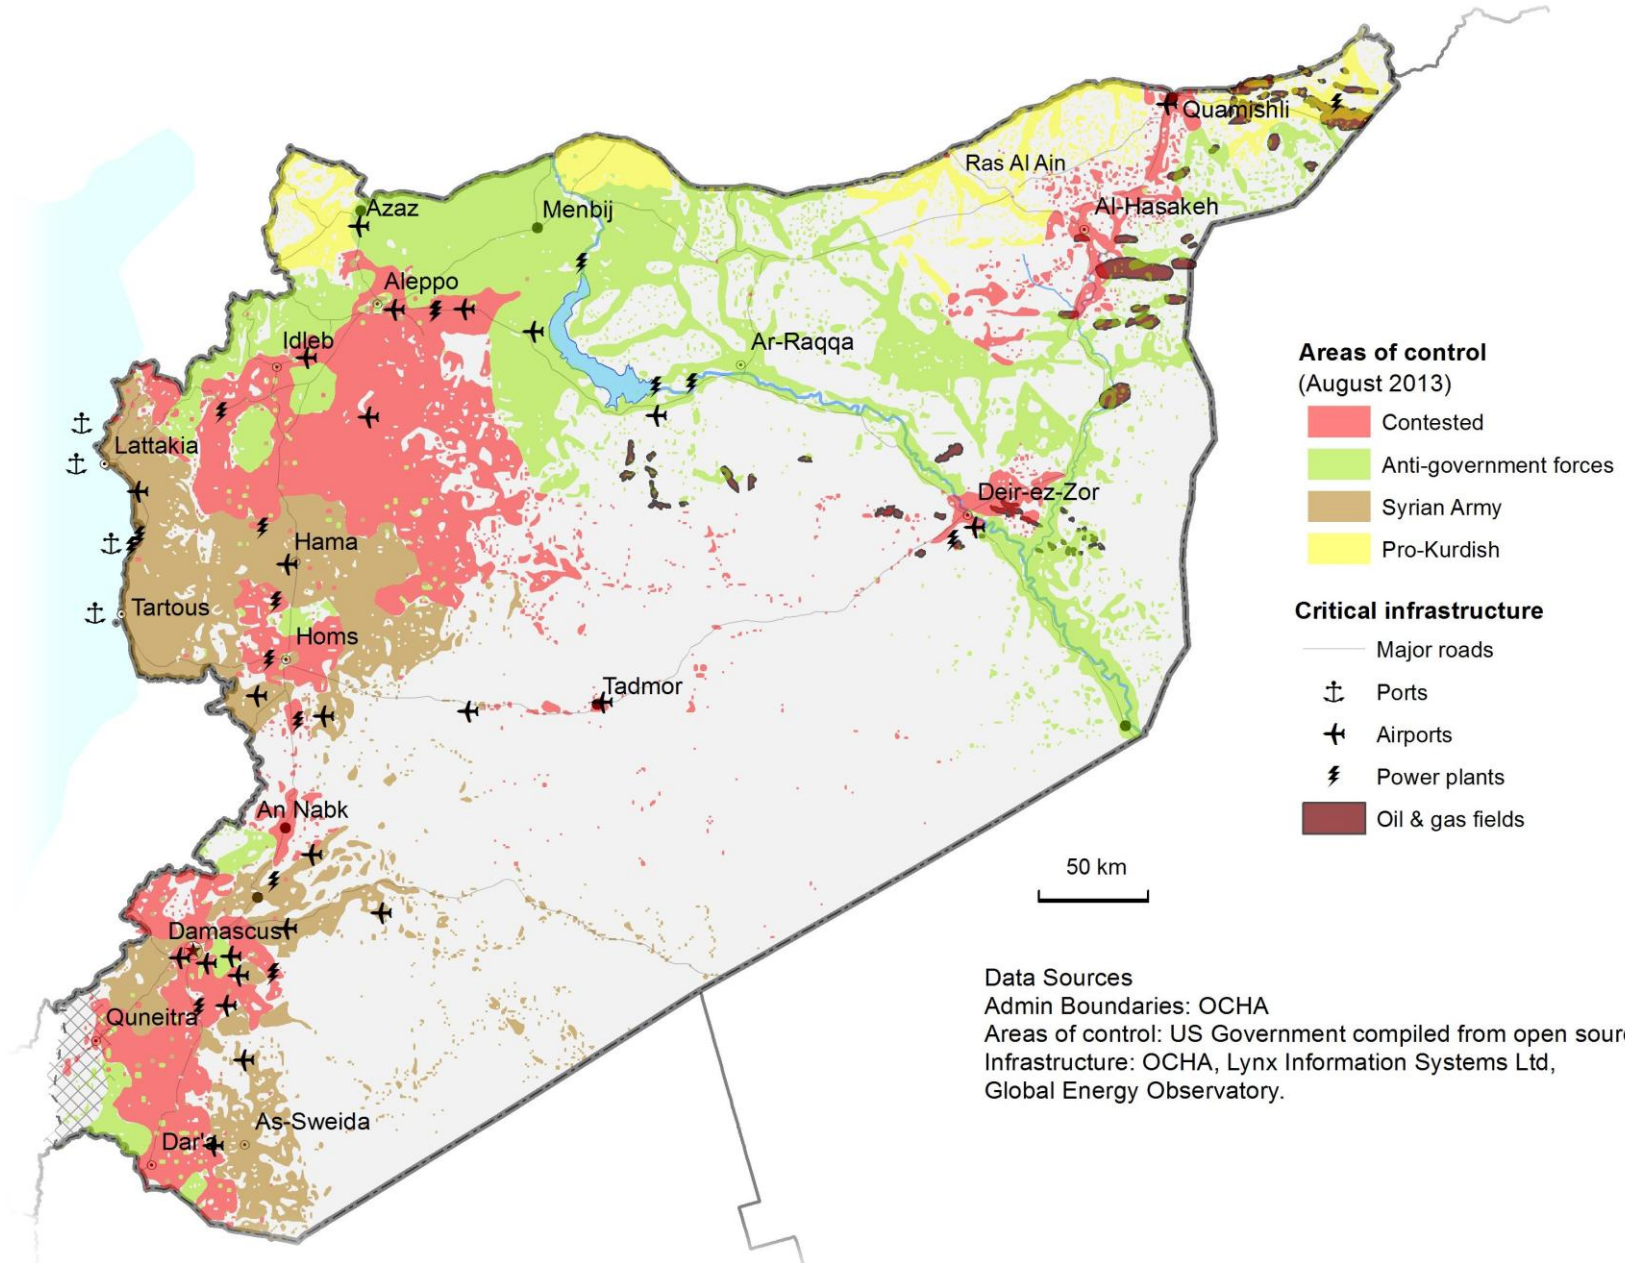 Quamishli
Ras Al Ain
Azaz
Menbij
Al-Hasakeh
Aleppo
Idleb
Ar-Raqqa
Lattakia
Deir-ez-Zor
Hama
Tartous
Homs
Tadmor
An Nabk
Damascus
Quneitra
As-Sweida
Dar'a
Areas of control
(August 2013)
Contested
Anti-government forces
Syrian Army
Pro-Kurdish
Critical infrastructure
Major roads
Ports
Airports
Power plants
Oil & gas fields
50 km
Data Sources
Admin Boundaries: OCHA
Areas of control: US Government compiled from open sour
Infrastructure: OCHA, Lynx Information Systems Ltd,
Global Energy Observatory.